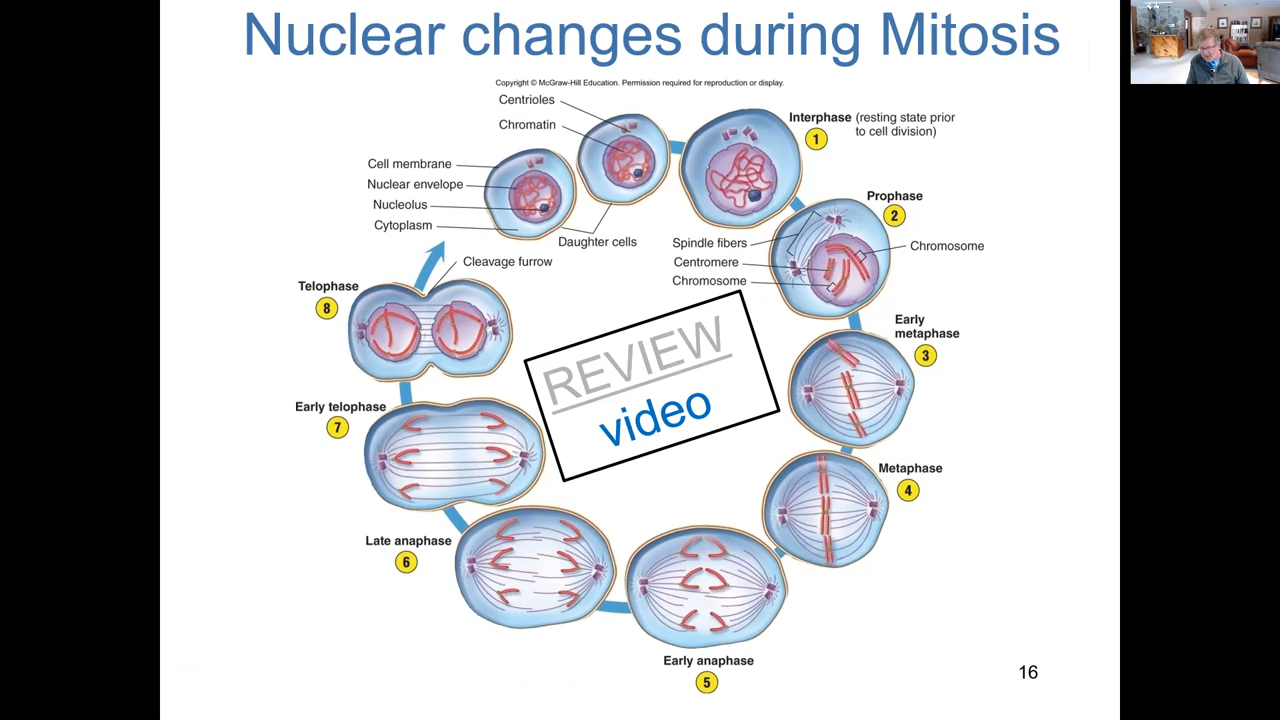 Nuclear changes during Mitosis
Copyright © McGraw-Hill Education. Permission required for reproduction or display.
Centrioles
Chromatin
Cell membrane
Nuclear envelope
Nucleolus
Cytoplasm
Daughter cells
Cleavage furrow
Interphase (resting state prior
to cell division)
1
Prophase
2
Spindle fibers
Centromere
Chromosome
Chromosome
Early
metaphase
3
Metaphase
4
Early anaphase
5
Late anaphase
6
Early telophase
7
Telophase
8
REVIEW
video
16